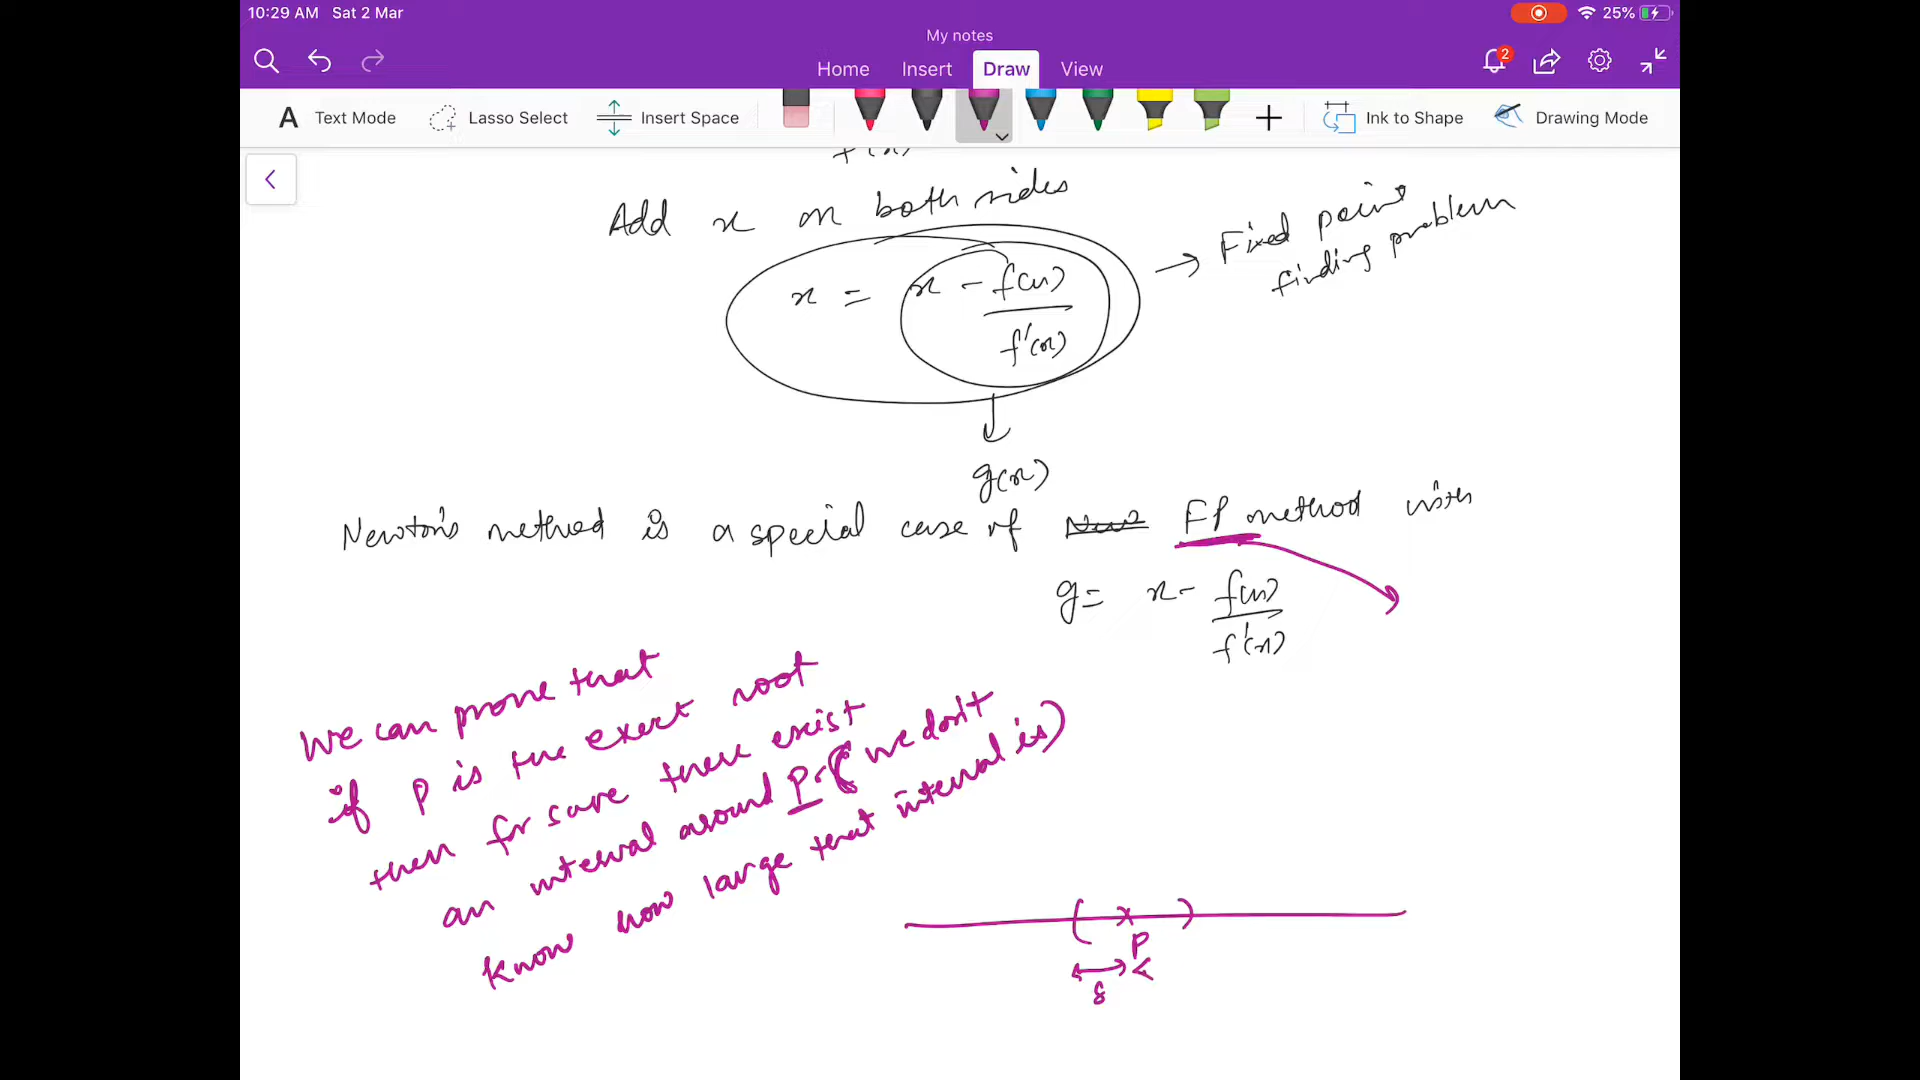 10:29 AM Sat 2 Mar
25%
My notes
Home Insert Draw View
2
A Text Mode Lasso Select Insert Space Ink to Shape Drawing Mode
f'(x)
Add x on both sides
x = x - f(x)
f'(x)
→ Fixed point
finding problem
g(x)
Newton's method is a special case of FP method with
g = x - f(x)
f'(x)
We can prove that
if p is the exect root
then for sure there exist
an interval around p. ( we don't
know how large that interval is)
( x )
p
δ